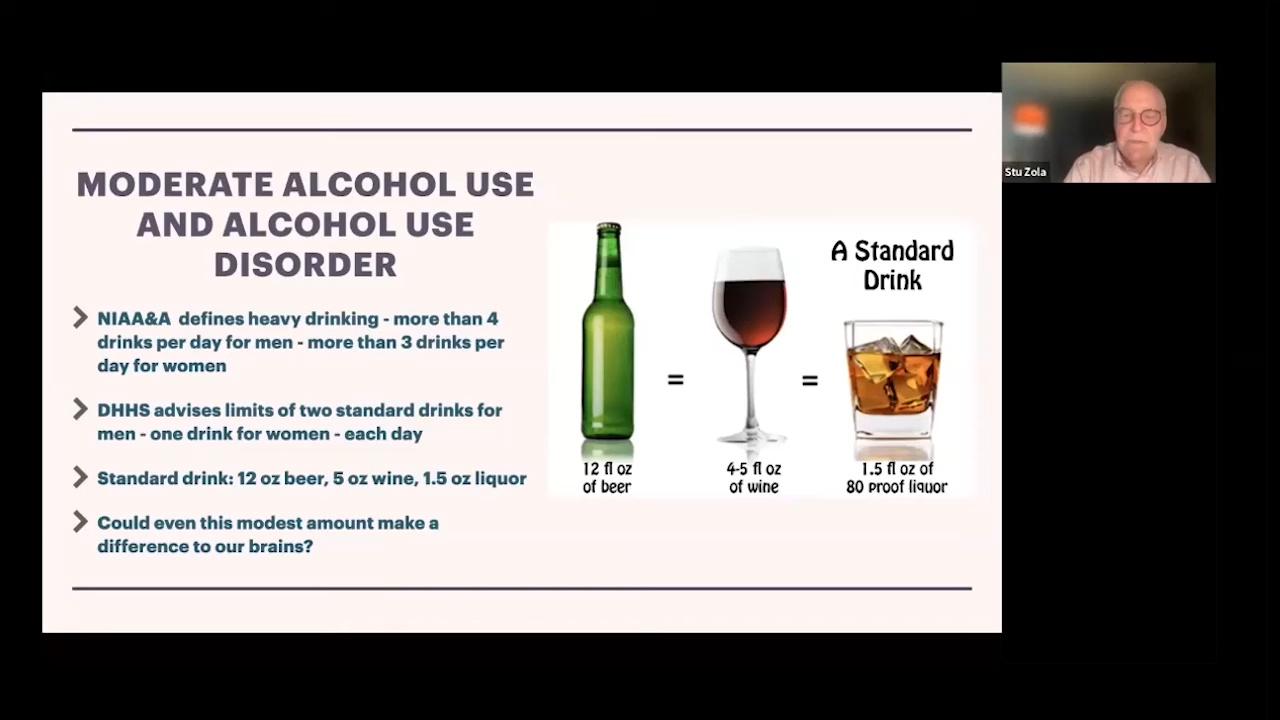 MODERATE ALCOHOL USE
AND ALCOHOL USE
DISORDER
NIAA&A defines heavy drinking - more than 4
drinks per day for men - more than 3 drinks per
day for women
DHHS advises limits of two standard drinks for
men - one drink for women - each day
Standard drink: 12 oz beer, 5 oz wine, 1.5 oz liquor
Could even this modest amount make a
difference to our brains?
A Standard
Drink
=
=
12 fl oz
of beer
4-5 fl oz
of wine
1.5 fl oz of
80 proof liquor
Stu Zola